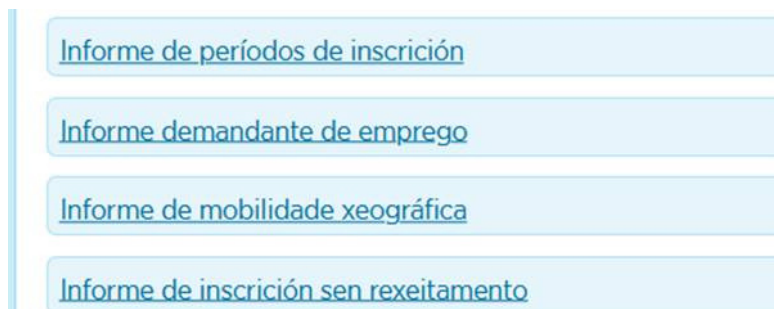 Informe de períodos de inscrición
Informe demandante de emprego
Informe de mobilidade xeográfica
Informe de inscrición sen rexeitamento